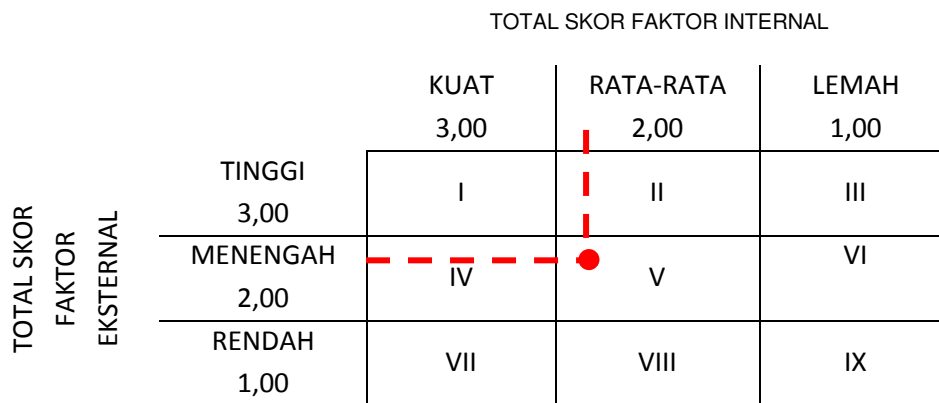 TOTAL SKOR FAKTOR INTERNAL
KUAT RATA-RATA LEMAH
3,00 2,00 1,00
TOTAL SKOR
FAKTOR
EKSTERNAL
TINGGI
3,00
I II III
MENENGAH
2,00
IV V VI
RENDAH
1,00
VII VIII IX